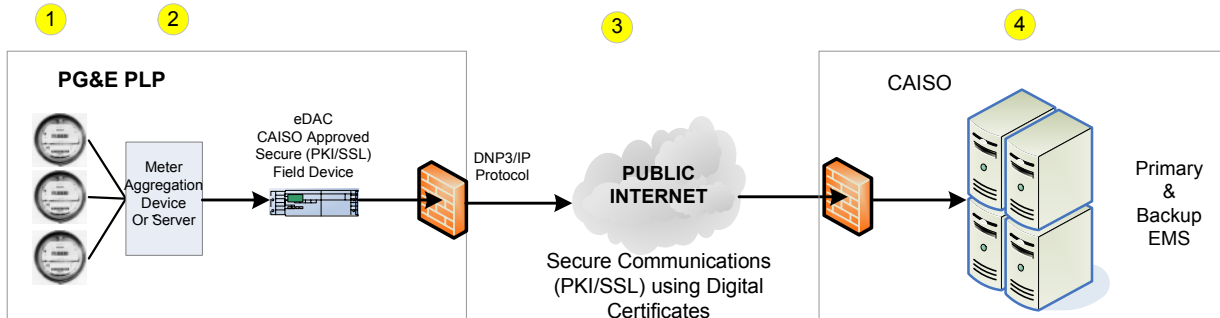 1
2
3
4
PG&E PLP
Meter
Aggregation
Device
Or Server
eDAC
CAISO Approved
Secure (PKI/SSL)
Field Device
DNP3/IP
Protocol
PUBLIC
INTERNET
Secure Communications
(PKI/SSL) using Digital
Certificates
CAISO
Primary
&
Backup
EMS